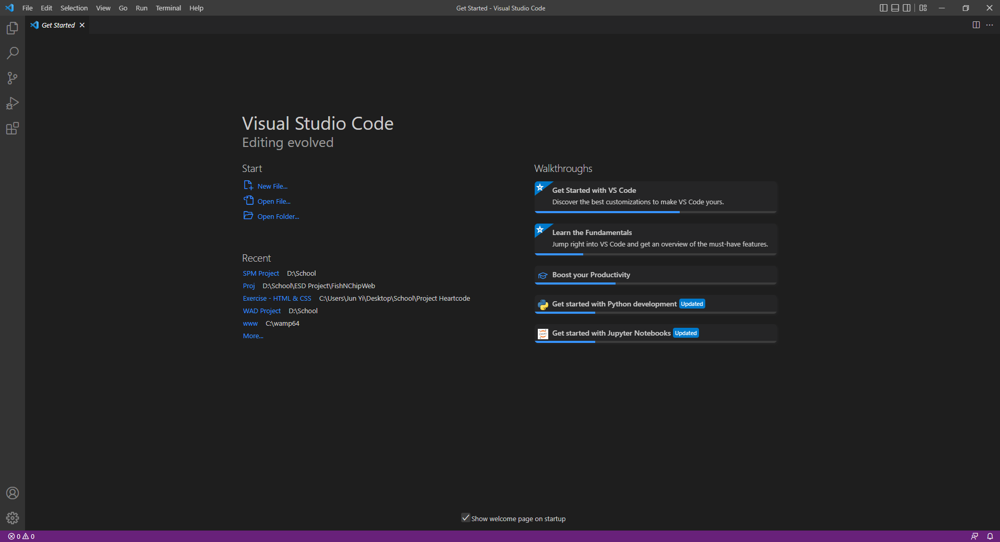 File Edit Selection View Go Run Terminal Help
Get Started - Visual Studio Code
Get Started
Visual Studio Code
Editing evolved
Start
New File...
Open File...
Open Folder...
Recent
SPM Project D:\School
Proj D:\School\ESD Project\FishNChipWeb
Exercise - HTML & CSS C:\Users\Jun Yi\Desktop\School\Project Heartcode
WAD Project D:\School
www C:\wamp64
More...
Walkthroughs
Get Started with VS Code
Discover the best customizations to make VS Code yours.
Learn the Fundamentals
Jump right into VS Code and get an overview of the must-have features.
Boost your Productivity
Get started with Python development Updated
Get started with Jupyter Notebooks Updated
Show welcome page on startup
0 0